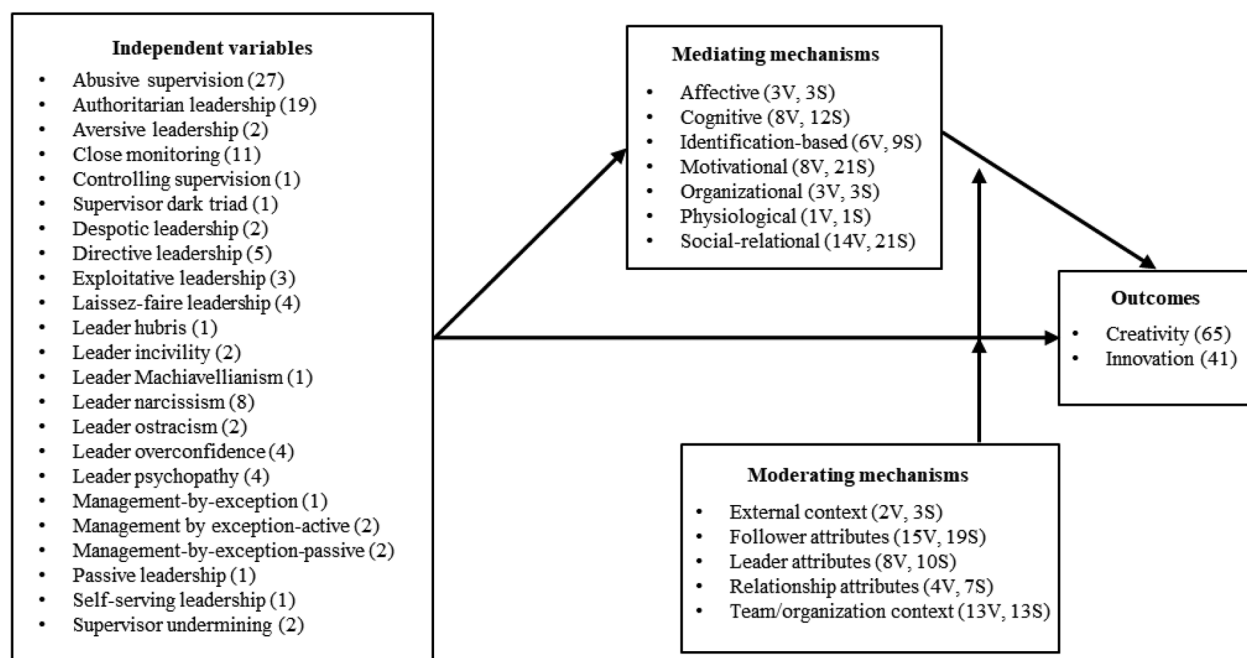 Independent variables
• Abusive supervision (27)
• Authoritarian leadership (19)
• Aversive leadership (2)
• Close monitoring (11)
• Controlling supervision (1)
• Supervisor dark triad (1)
• Despotic leadership (2)
• Directive leadership (5)
• Exploitative leadership (3)
• Laissez-faire leadership (4)
• Leader hubris (1)
• Leader incivility (2)
• Leader Machiavellianism (1)
• Leader narcissism (8)
• Leader ostracism (2)
• Leader overconfidence (4)
• Leader psychopathy (4)
• Management-by-exception (1)
• Management by exception-active (2)
• Management-by-exception-passive (2)
• Passive leadership (1)
• Self-serving leadership (1)
• Supervisor undermining (2)
Mediating mechanisms
• Affective (3V, 3S)
• Cognitive (8V, 12S)
• Identification-based (6V, 9S)
• Motivational (8V, 21S)
• Organizational (3V, 3S)
• Physiological (1V, 1S)
• Social-relational (14V, 21S)
Outcomes
• Creativity (65)
• Innovation (41)
Moderating mechanisms
• External context (2V, 3S)
• Follower attributes (15V, 19S)
• Leader attributes (8V, 10S)
• Relationship attributes (4V, 7S)
• Team/organization context (13V, 13S)